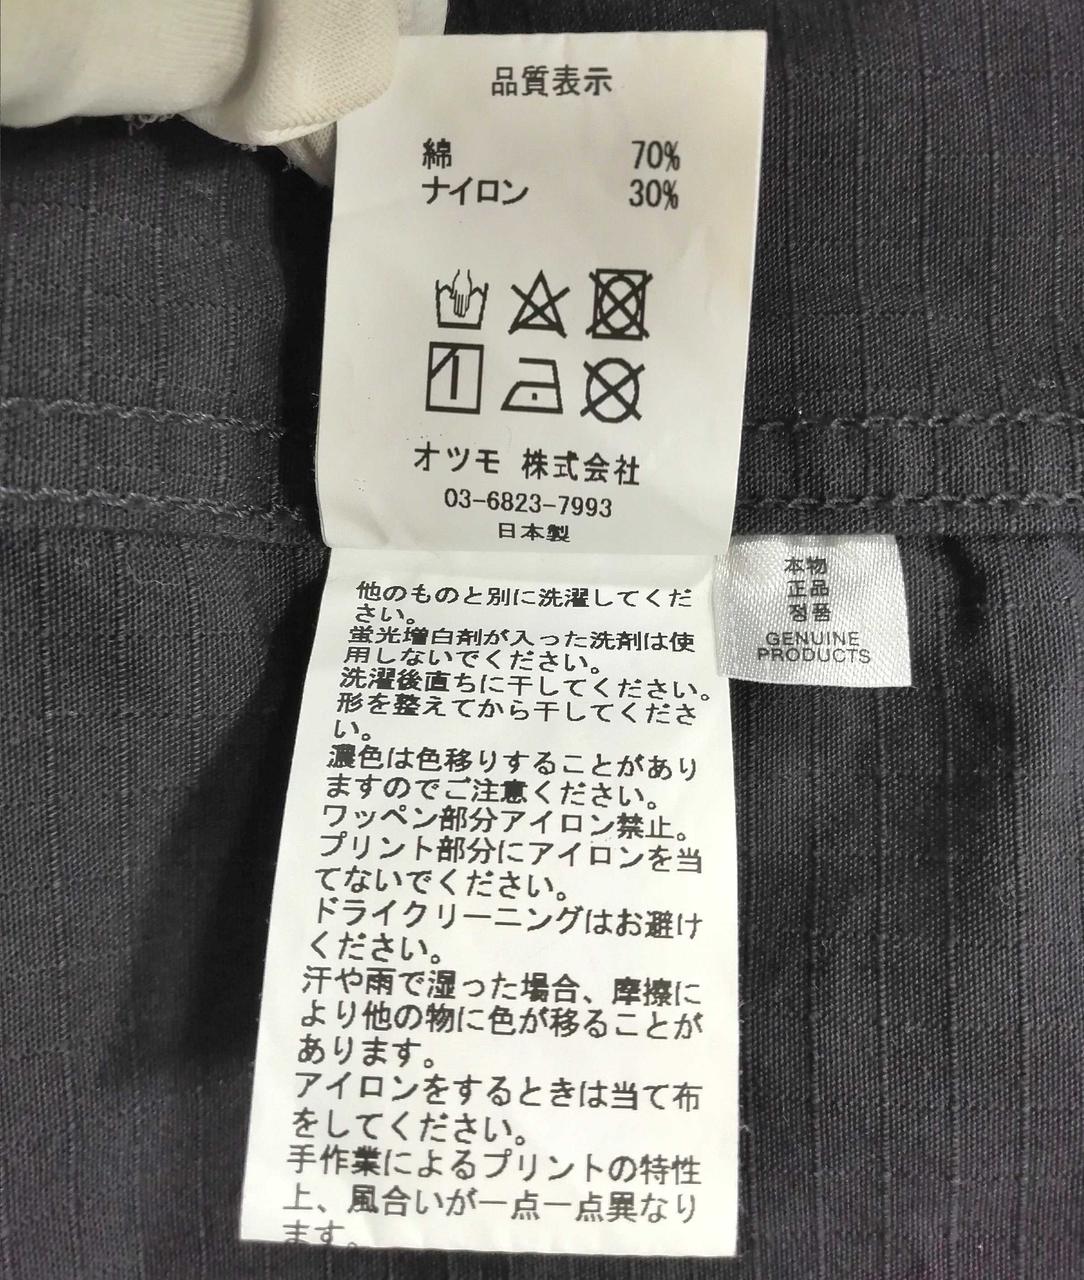 品質表示
綿 70%
ナイロン 30%
オツモ 株式会社
03-6823-7993
日本製
他のものと別に洗濯してくだ
さい。
蛍光増白剤が入った洗剤は使
用しないでください。
洗濯後直ちに干してください。
形を整えてから干してくださ
い。
濃色は色移りすることがあり
ますのでご注意ください。
ワッペン部分アイロン禁止。
プリント部分にアイロンを当
てないでください。
ドライクリーニングはお避け
ください。
汗や雨で湿った場合、摩擦に
より他の物に色が移ることが
あります。
アイロンをするときは当て布
をしてください。
手作業によるプリントの特性
上、風合いが一点一点異なり
ます。
本物
正品
정품
GENUINE
PRODUCTS